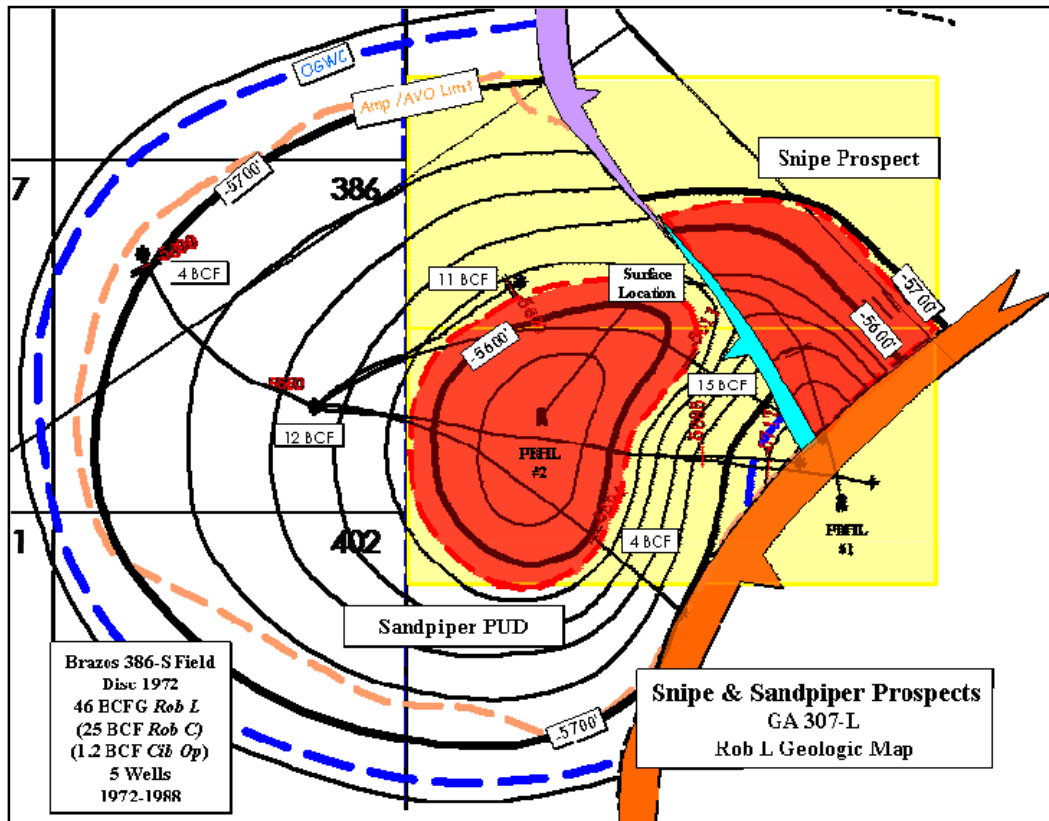 OGWC
Amp /AVO Limit
Snipe Prospect
7
386
-5700'
4 BCF
11 BCF
Surface
Location
-5700'
-5600'
-5600'
15 BCF
12 BCF
#2
#1
1
402
4 BCF
Sandpiper PUD
Brazos 386-S Field
Disc 1972
46 BCFG Rob L
(25 BCF Rob C)
(1.2 BCF Cib Op)
5 Wells
1972-1988
-5700'
Snipe & Sandpiper Prospects
GA 307-L
Rob L Geologic Map